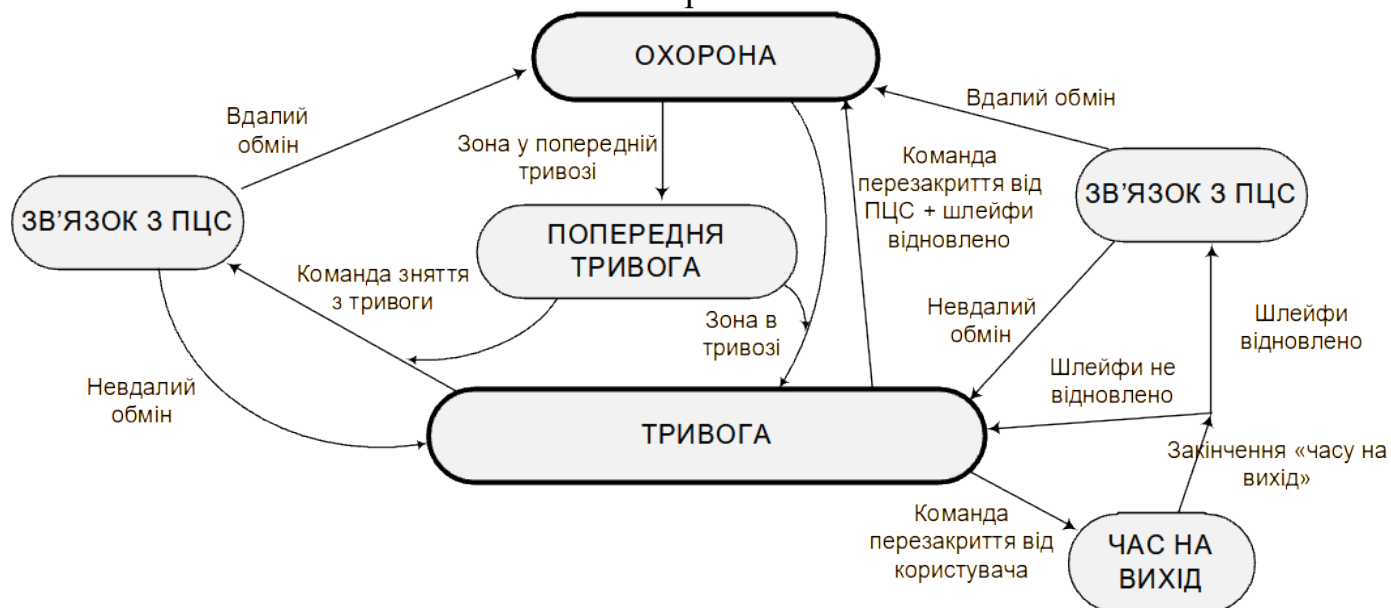 ОХОРОНА
Вдалий
обмін
Вдалий обмін
Зона у попередній
тривозі
Команда
перезакриття від
ПЦС + шлейфи
відновлено
ЗВ'ЯЗОК З ПЦС
ЗВ'ЯЗОК З ПЦС
ПОПЕРЕДНЯ
ТРИВОГА
Команда зняття
з тривоги
Зона в
тривозі
Невдалий
обмін
Шлейфи
відновлено
Невдалий
обмін
Шлейфи не
відновлено
ТРИВОГА
Закінчення «часу на
вихід»
Команда
перезакриття від
користувача
ЧАС НА
ВИХІД